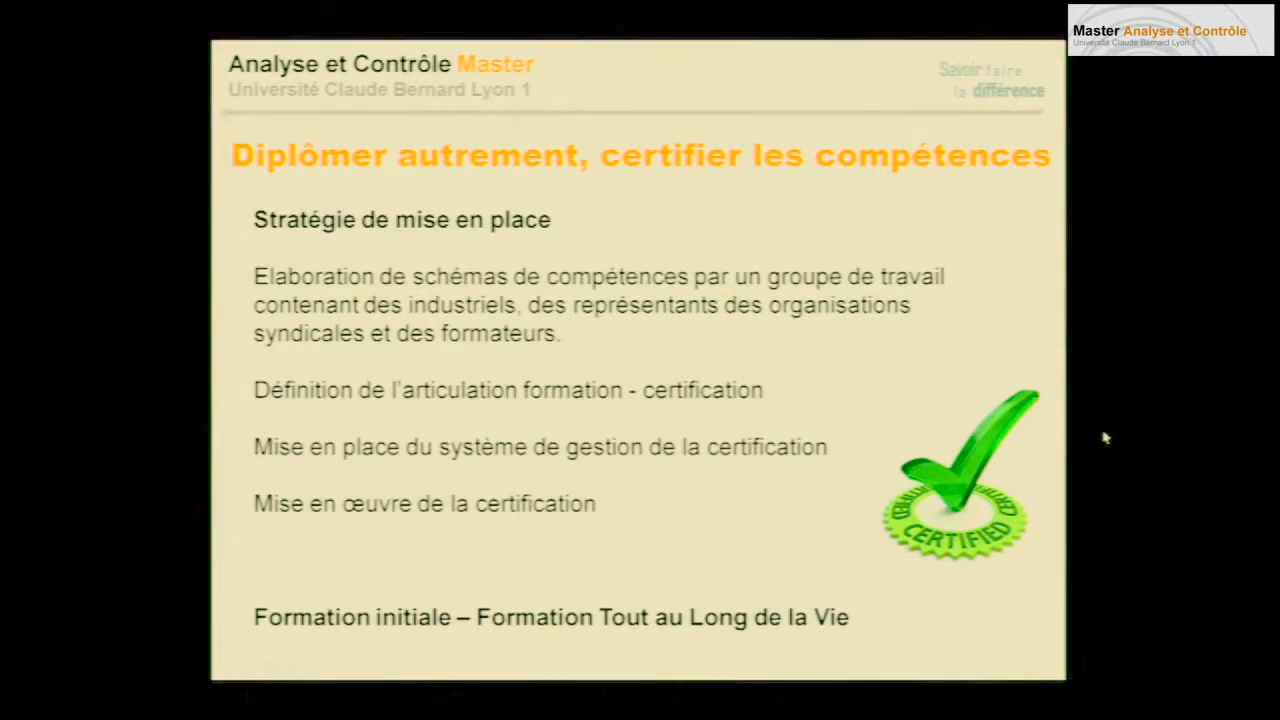 Master Analyse et Contrôle
Université Claude Bernard Lyon 1
Analyse et Contrôle Master
Université Claude Bernard Lyon 1
Savoir faire
la différence
Diplômer autrement, certifier les compétences
Stratégie de mise en place
Elaboration de schémas de compétences par un groupe de travail
contenant des industriels, des représentants des organisations
syndicales et des formateurs.
Définition de l'articulation formation - certification
Mise en place du système de gestion de la certification
Mise en œuvre de la certification
CERTIFIED
Formation initiale – Formation Tout au Long de la Vie